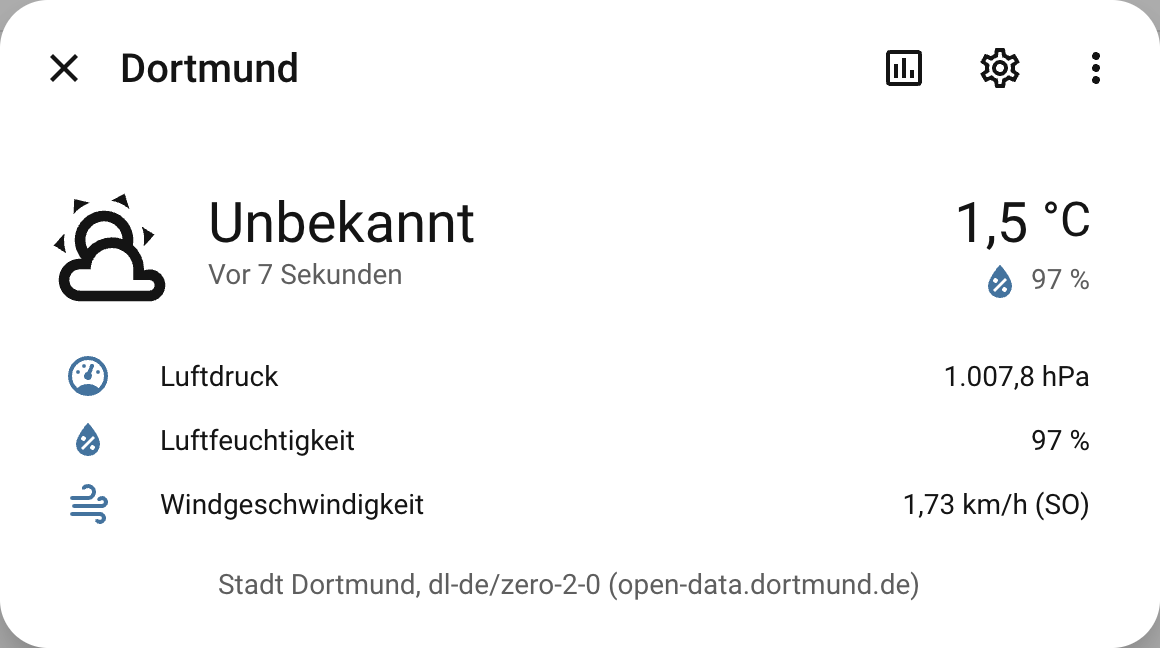 Dortmund
Unbekannt
1,5 °C
Vor 7 Sekunden
97 %
Luftdruck
1.007,8 hPa
Luftfeuchtigkeit
97 %
Windgeschwindigkeit
1,73 km/h (SO)
Stadt Dortmund, dl-de/zero-2-0 (open-data.dortmund.de)